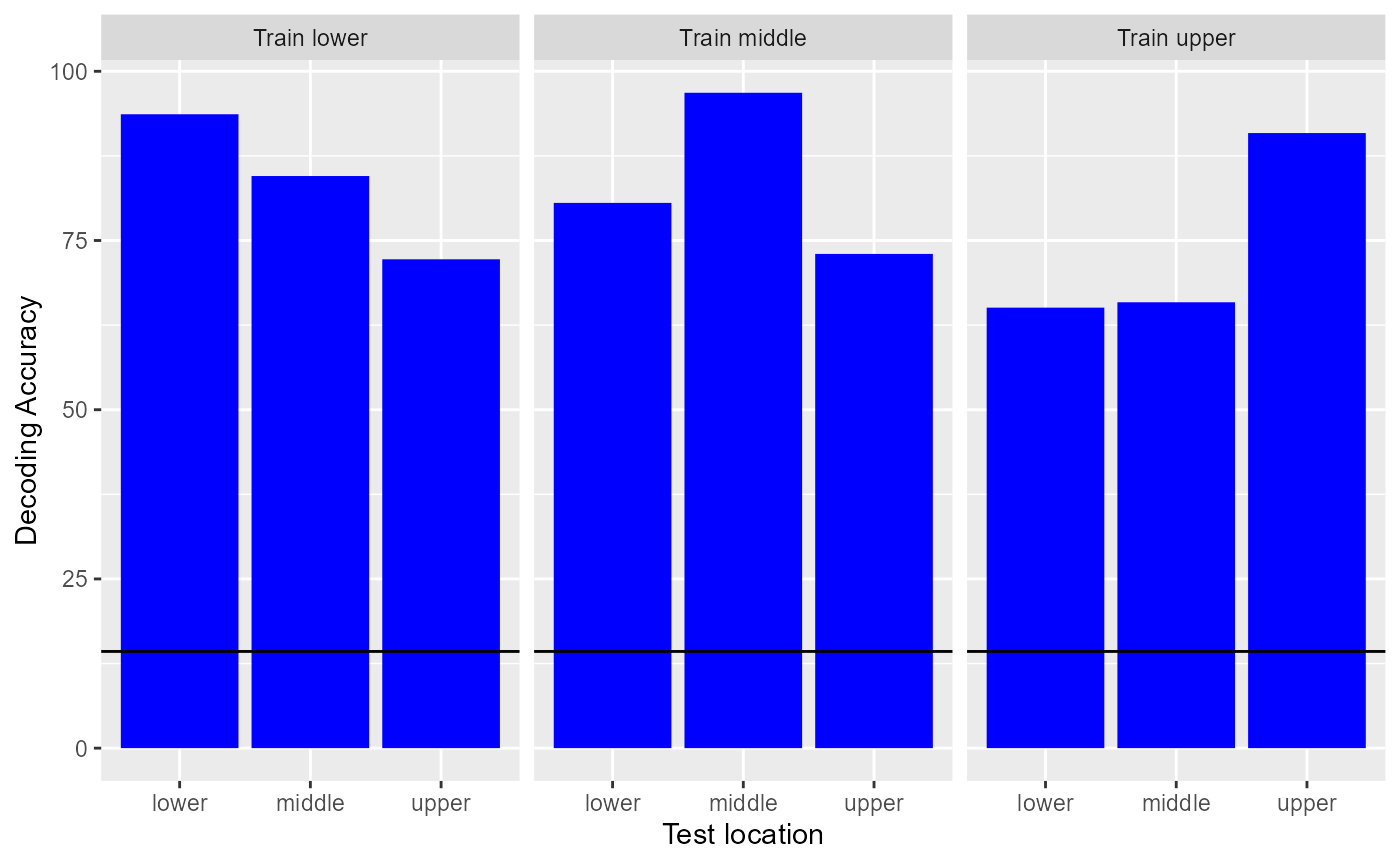 Train lower Train middle Train upper
100
75
50
25
0
Decoding Accuracy
lower middle upper lower middle upper lower middle upper
Test location